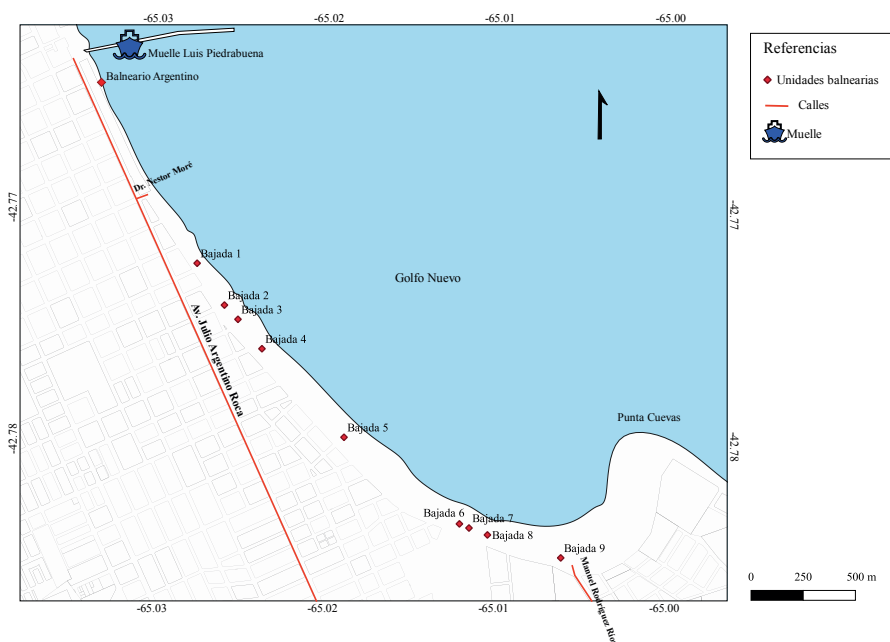 -65.03
-65.02
-65.01
-65.00
Muelle Luis Piedrabuena
Balneario Argentino
Referencias
Unidades balnearias
Calles
Muelle
Dr. Nestor Moré
-42.77
-42.77
Bajada 1
Golfo Nuevo
Bajada 2
Bajada 3
Bajada 4
Av. Julio Argentino Roca
Punta Cuevas
Bajada 5
-42.78
-42.78
Bajada 6
Bajada 7
Bajada 8
Bajada 9
Manuel Rodríguez Río
0 250 500 m
-65.03
-65.02
-65.01
-65.00